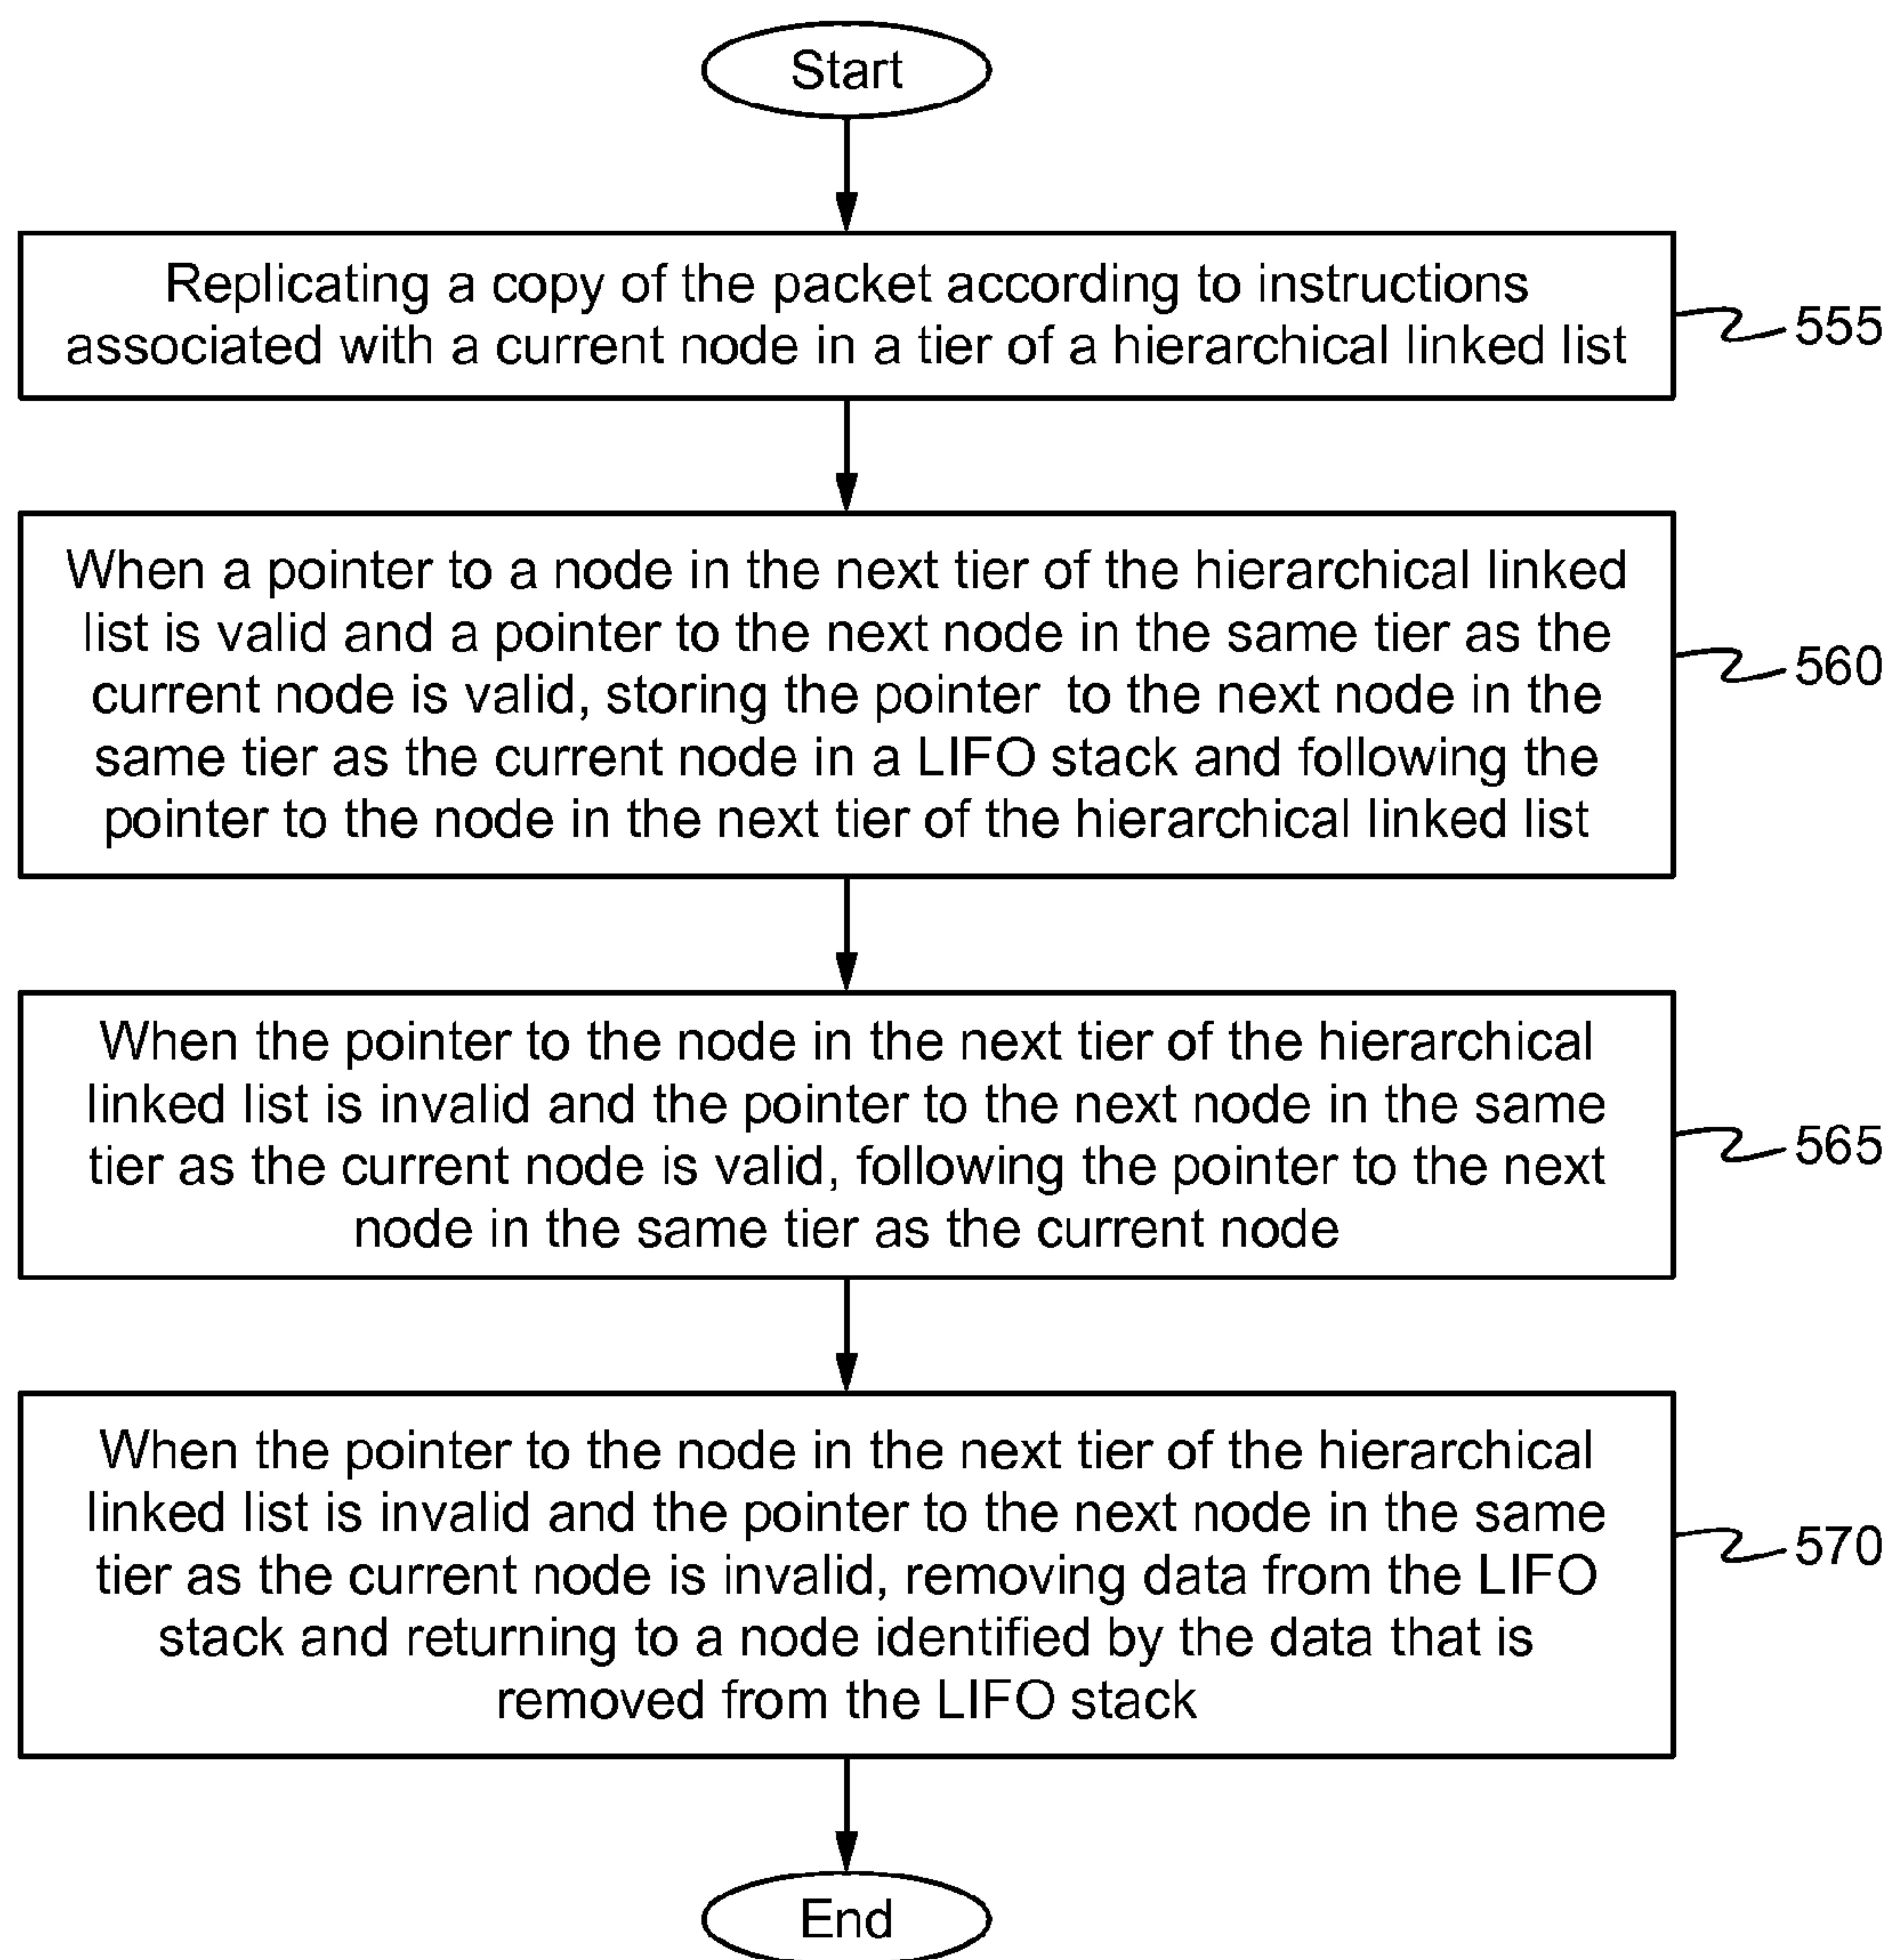 Start
Replicating a copy of the packet according to instructions
associated with a current node in a tier of a hierarchical linked list
555
When a pointer to a node in the next tier of the hierarchical linked
list is valid and a pointer to the next node in the same tier as the
current node is valid, storing the pointer to the next node in the
same tier as the current node in a LIFO stack and following the
pointer to the node in the next tier of the hierarchical linked list
560
When the pointer to the node in the next tier of the hierarchical
linked list is invalid and the pointer to the next node in the same
tier as the current node is valid, following the pointer to the next
node in the same tier as the current node
565
When the pointer to the node in the next tier of the hierarchical
linked list is invalid and the pointer to the next node in the same
tier as the current node is invalid, removing data from the LIFO
stack and returning to a node identified by the data that is
removed from the LIFO stack
570
End